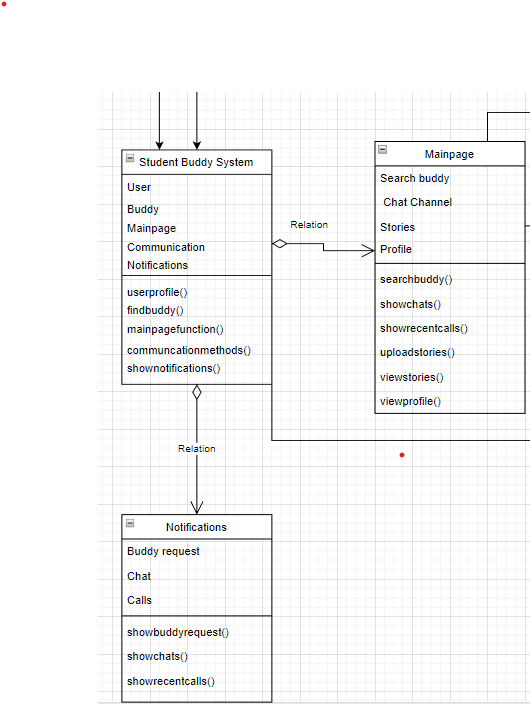 Student Buddy System
User
Buddy
Mainpage
Communication
Notifications
userprofile()
findbuddy()
mainpagefunction()
communcationmethods()
shownotifications()
Relation
Mainpage
Search buddy
Chat Channel
Stories
Profile
searchbuddy()
showchats()
showrecentcalls()
uploadstories()
viewstories()
viewprofile()
Relation
Notifications
Buddy request
Chat
Calls
showbuddyrequest()
showchats()
showrecentcalls()